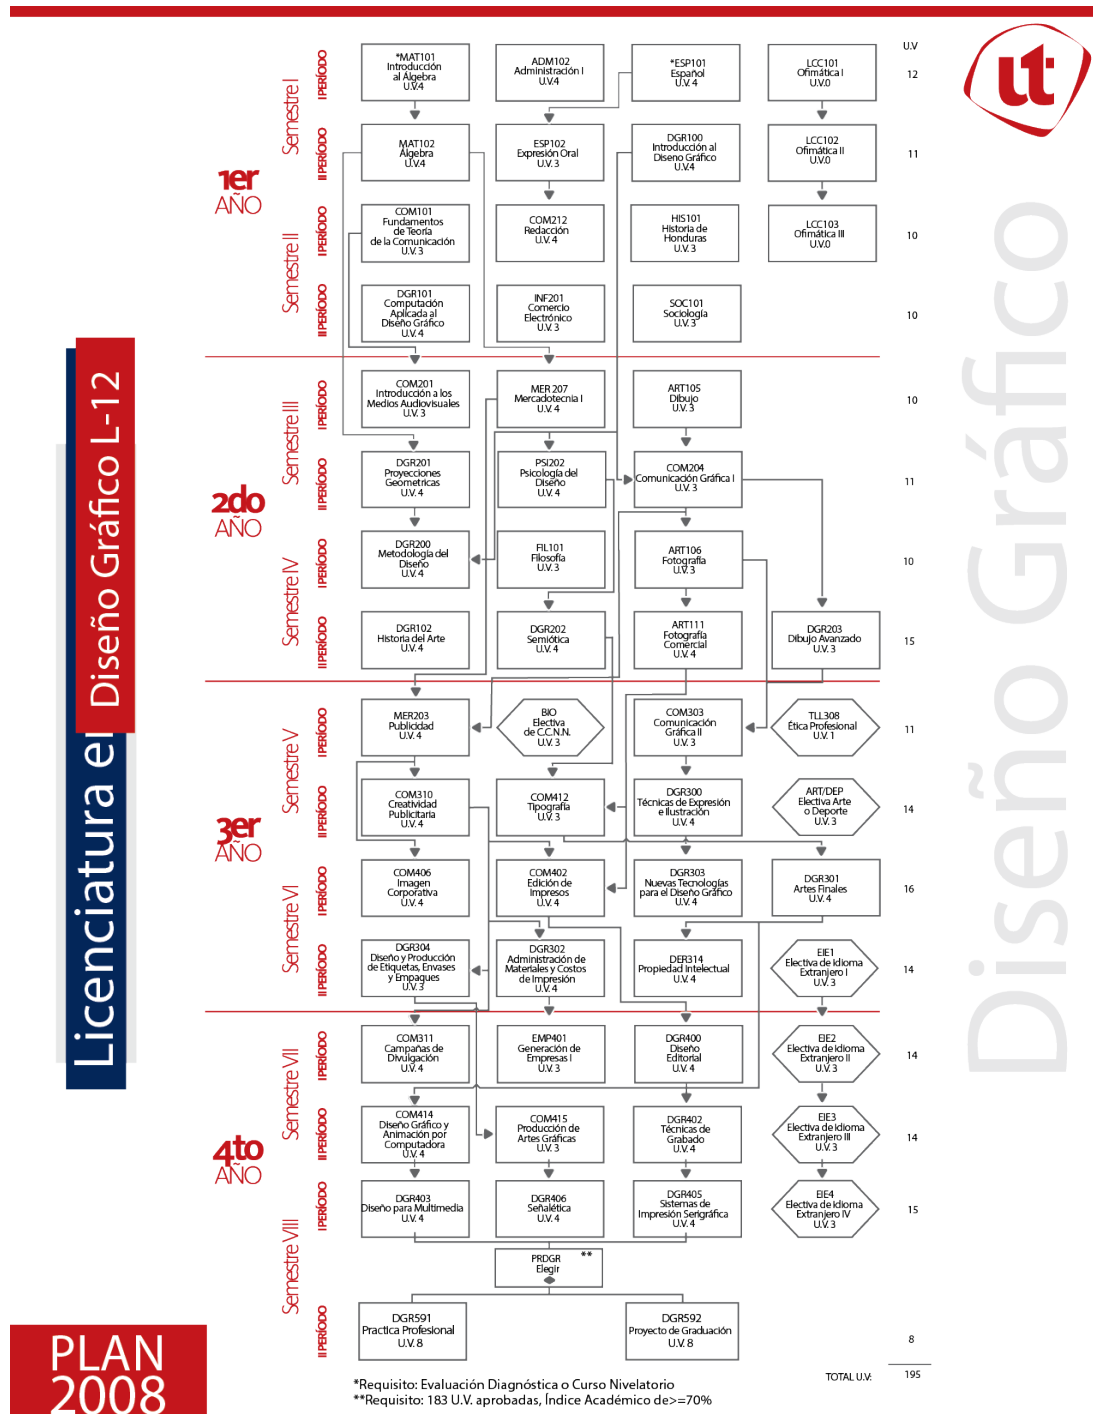 U.V
ut
1er
AÑO
Semestre I
I PERÍODO
*MAT101
Introducción
al Álgebra
U.V.4
ADM102
Administración I
U.V.4
*ESP101
Español
U.V. 4
LCC101
Ofimática I
U.V.0
12
II PERÍODO
MAT102
Álgebra
U.V.4
ESP102
Expresión Oral
U.V. 3
DGR100
Introducción al
Diseno Gráfico
U.V.4
LCC102
Ofimática II
U.V.0
11
Semestre II
I PERÍODO
COM101
Fundamentos
de Teoría
de la Comunicación
U.V. 3
COM212
Redacción
U.V. 4
HIS101
Historia de
Honduras
U.V. 3
LCC103
Ofimática III
U.V.0
10
II PERÍODO
DGR101
Computación
Aplicada al
Diseño Gráfico
U.V. 4
INF201
Comercio
Electrónico
U.V. 3
SOC101
Sociología
U.V. 3
10
2do
AÑO
Semestre III
I PERÍODO
COM201
Introducción a los
Medios Audiovisuales
U.V. 3
MER 207
Mercadotecnia I
U.V. 4
ART105
Dibujo
U.V. 3
10
II PERÍODO
DGR201
Proyecciones
Geometricas
U.V. 4
PSI202
Psicología del
Diseño
U.V. 4
COM204
Comunicación Gráfica I
U.V. 3
11
Semestre IV
I PERÍODO
DGR200
Metodología del
Diseño
U.V. 4
FIL101
Filosofía
U.V. 3
ART106
Fotografía
U.V. 3
10
II PERÍODO
DGR102
Historia del Arte
U.V. 4
DGR202
Semiótica
U.V. 4
ART111
Fotografía
Comercial
U.V. 4
DGR203
Dibujo Avanzado
U.V. 3
15
3er
AÑO
Semestre V
I PERÍODO
MER203
Publicidad
U.V. 4
BIO
Electiva
de C.C.N.N.
U.V. 3
COM303
Comunicación
Gráfica II
U.V. 3
TLL308
Ética Profesional
U.V. 1
11
II PERÍODO
COM310
Creatividad
Publicitaria
U.V. 4
COM412
Tipografía
U.V. 3
DGR300
Técnicas de Expresión
e Ilustración
U.V. 4
ART/DEP
Electiva Arte
o Deporte
U.V. 3
14
Semestre VI
I PERÍODO
COM406
Imagen
Corporativa
U.V. 4
COM402
Edición de
Impresos
U.V. 4
DGR303
Nuevas Tecnologías
para el Diseño Gráfico
U.V. 4
DGR301
Artes Finales
U.V. 4
16
II PERÍODO
DGR304
Diseño y Producción
de Etiquetas, Envases
y Empaques
U.V. 3
DGR302
Administración de
Materiales y Costos
de Impresión
U.V. 4
DER314
Propiedad Intelectual
U.V. 4
EIE1
Electiva de Idioma
Extranjero I
U.V. 3
14
4to
AÑO
Semestre VII
I PERÍODO
COM311
Campañas de
Divulgación
U.V. 4
EMP401
Generación de
Empresas I
U.V. 3
DGR400
Diseño
Editorial
U.V. 4
EIE2
Electiva de idioma
Extranjero II
U.V. 3
14
II PERÍODO
COM414
Diseño Gráfico y
Animación por
Computadora
U.V. 4
COM415
Producción de
Artes Gráficas
U.V. 3
DGR402
Técnicas de
Grabado
U.V. 4
EIE3
Electiva de idioma
Extranjero III
U.V. 3
14
Semestre VIII
I PERÍODO
DGR403
Diseño para Multimedia
U.V. 4
DGR406
Señalética
U.V. 4
DGR405
Sistemas de
Impresión Serigráfica
U.V. 4
EIE4
Electiva de idioma
Extranjero IV
U.V. 3
15
PRDGR **
Elegir
II PERÍODO
DGR591
Practica Profesional
U.V. 8
DGR592
Proyecto de Graduación
U.V. 8
8
TOTAL U.V: 195
*Requisito: Evaluación Diagnóstica o Curso Nivelatorio
**Requisito: 183 U.V. aprobadas, Índice Académico de>=70%
Licenciatura en
Diseño Gráfico L-12
PLAN
2008
Diseño Gráfico